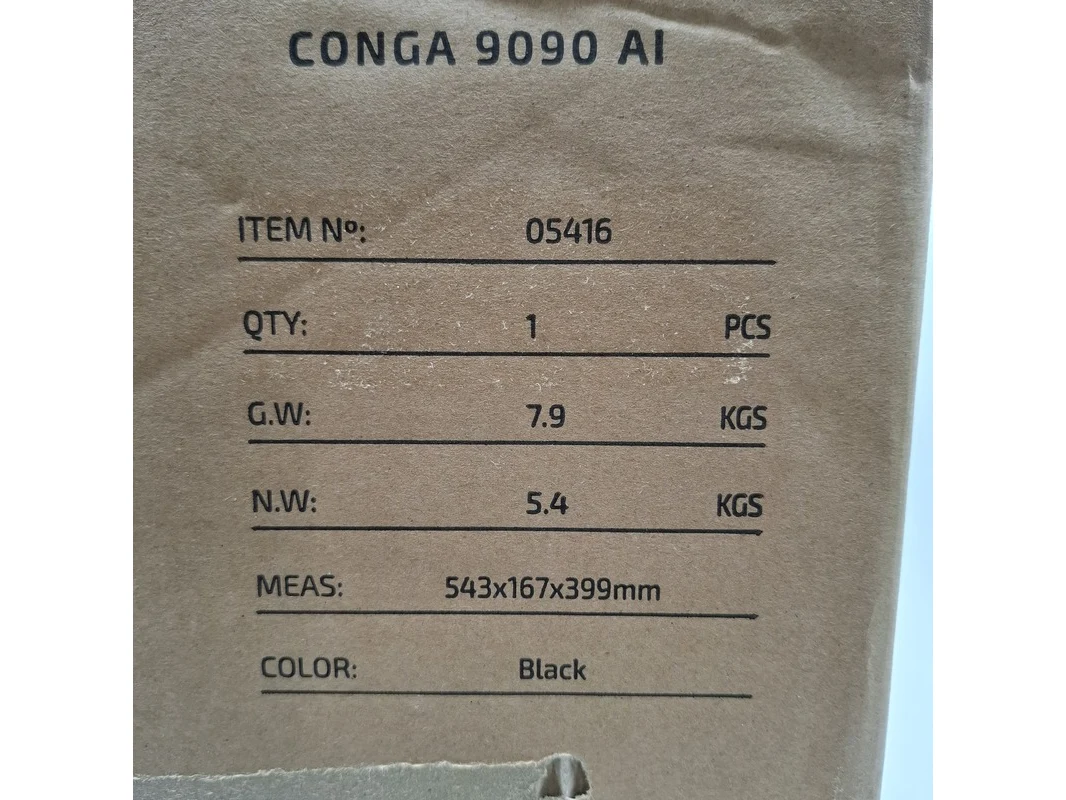 CONGA 9090 AI
ITEM Nº: 05416
QTY: 1 PCS
G.W: 7.9 KGS
N.W: 5.4 KGS
MEAS: 543x167x399mm
COLOR: Black